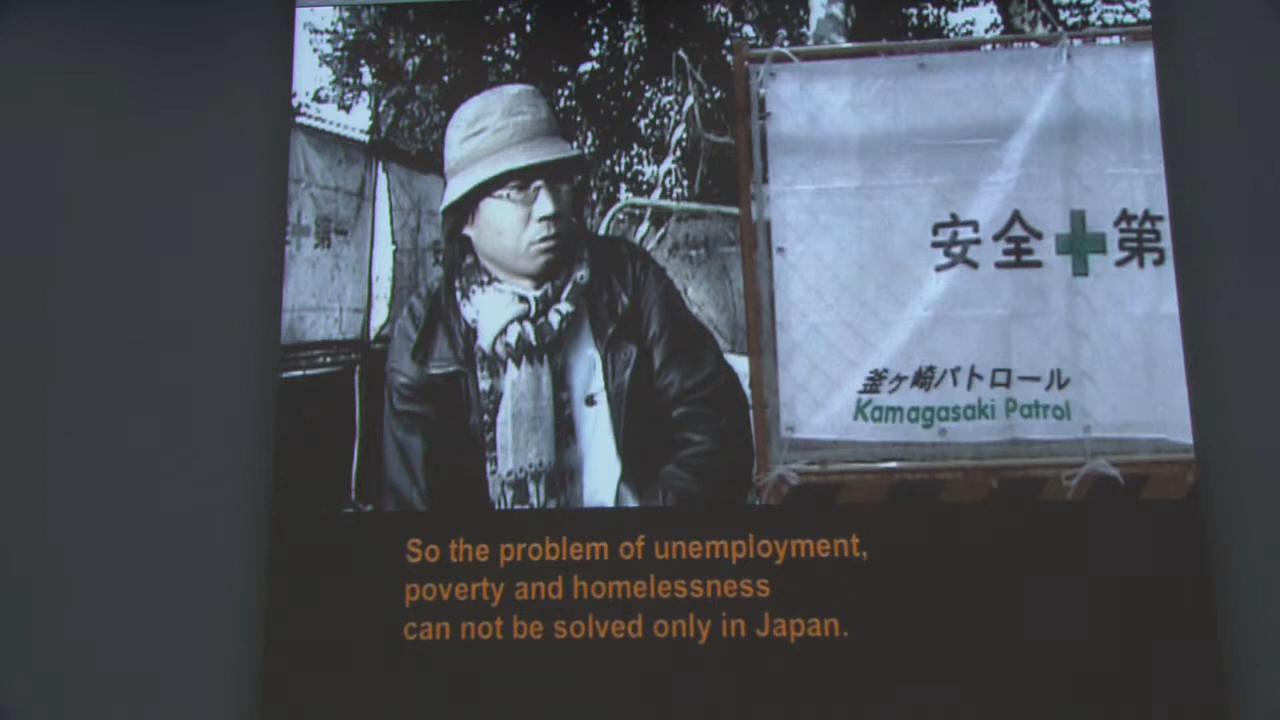 安全✚第
釜ヶ崎パトロール
Kamagasaki Patrol
So the problem of unemployment,
poverty and homelessness
can not be solved only in Japan.